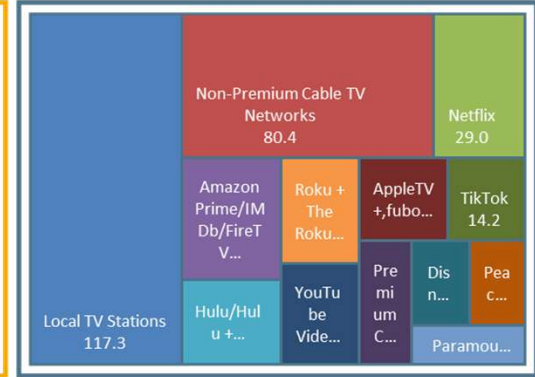 Local TV Stations
117.3
Non-Premium Cable TV
Networks
80.4
Netflix
29.0
Amazon
Prime/IM
Db/FireT
V...
Roku +
The
Roku...
AppleTV
+,fubo...
TikTok
14.2
Hulu/Hul
u +...
YouTu
be
Vide...
Pre
mi
um
C...
Dis
n...
Pea
c...
Paramou...